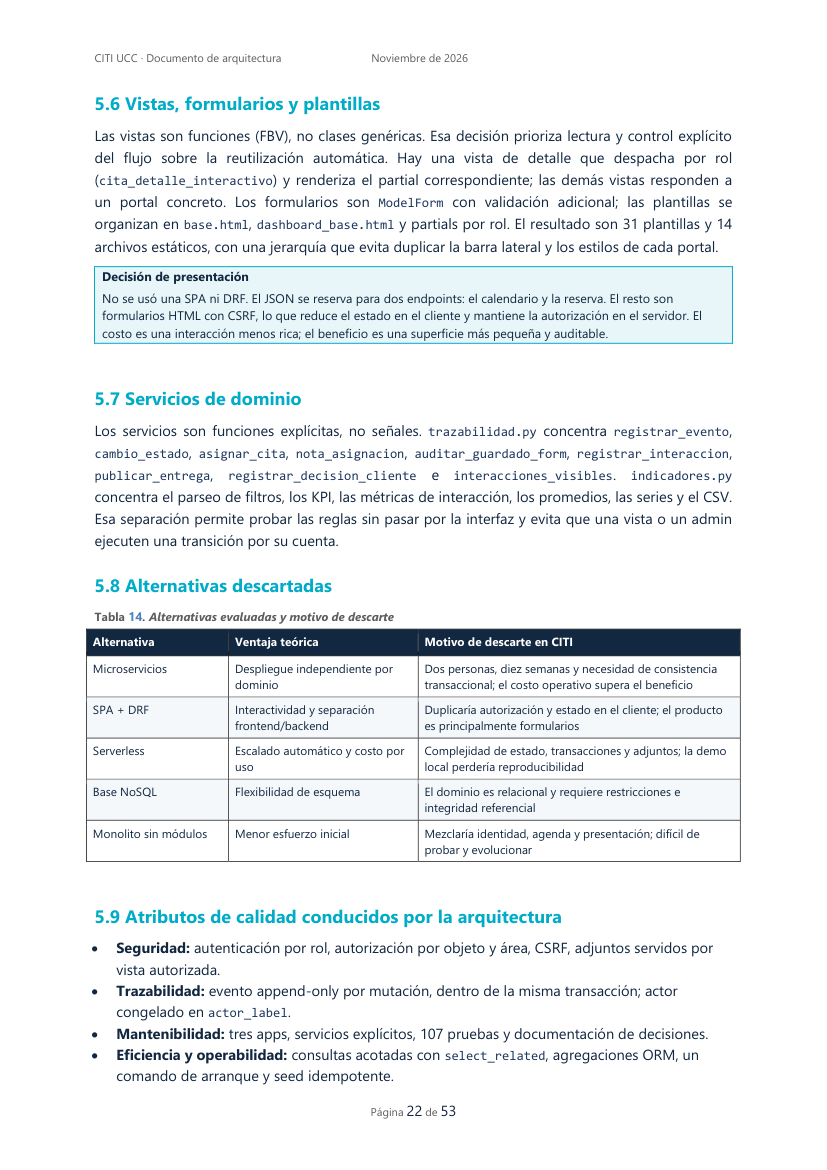 CITI UCC · Documento de arquitectura Noviembre de 2026
5.6 Vistas, formularios y plantillas
Las vistas son funciones (FBV), no clases genéricas. Esa decisión prioriza lectura y control explícito
del flujo sobre la reutilización automática. Hay una vista de detalle que despacha por rol
(cita_detalle_interactivo) y renderiza el partial correspondiente; las demás vistas responden a
un portal concreto. Los formularios son ModelForm con validación adicional; las plantillas se
organizan en base.html, dashboard_base.html y partials por rol. El resultado son 31 plantillas y 14
archivos estáticos, con una jerarquía que evita duplicar la barra lateral y los estilos de cada portal.
Decisión de presentación
No se usó una SPA ni DRF. El JSON se reserva para dos endpoints: el calendario y la reserva. El resto son
formularios HTML con CSRF, lo que reduce el estado en el cliente y mantiene la autorización en el servidor. El
costo es una interacción menos rica; el beneficio es una superficie más pequeña y auditable.
5.7 Servicios de dominio
Los servicios son funciones explícitas, no señales. trazabilidad.py concentra registrar_evento,
cambio_estado, asignar_cita, nota_asignacion, auditar_guardado_form, registrar_interaccion,
publicar_entrega, registrar_decision_cliente e interacciones_visibles. indicadores.py
concentra el parseo de filtros, los KPI, las métricas de interacción, los promedios, las series y el CSV.
Esa separación permite probar las reglas sin pasar por la interfaz y evita que una vista o un admin
ejecuten una transición por su cuenta.
5.8 Alternativas descartadas
Tabla 14. Alternativas evaluadas y motivo de descarte
Alternativa Ventaja teórica Motivo de descarte en CITI
Microservicios Despliegue independiente por Dos personas, diez semanas y necesidad de consistencia
dominio transaccional; el costo operativo supera el beneficio
SPA + DRF Interactividad y separación Duplicaría autorización y estado en el cliente; el producto
frontend/backend es principalmente formularios
Serverless Escalado automático y costo por Complejidad de estado, transacciones y adjuntos; la demo
uso local perdería reproducibilidad
Base NoSQL Flexibilidad de esquema El dominio es relacional y requiere restricciones e
integridad referencial
Monolito sin módulos Menor esfuerzo inicial Mezclaría identidad, agenda y presentación; difícil de
probar y evolucionar
5.9 Atributos de calidad conducidos por la arquitectura
• Seguridad: autenticación por rol, autorización por objeto y área, CSRF, adjuntos servidos por
vista autorizada.
• Trazabilidad: evento append-only por mutación, dentro de la misma transacción; actor
congelado en actor_label.
• Mantenibilidad: tres apps, servicios explícitos, 107 pruebas y documentación de decisiones.
• Eficiencia y operabilidad: consultas acotadas con select_related, agregaciones ORM, un
comando de arranque y seed idempotente.
Página 22 de 53